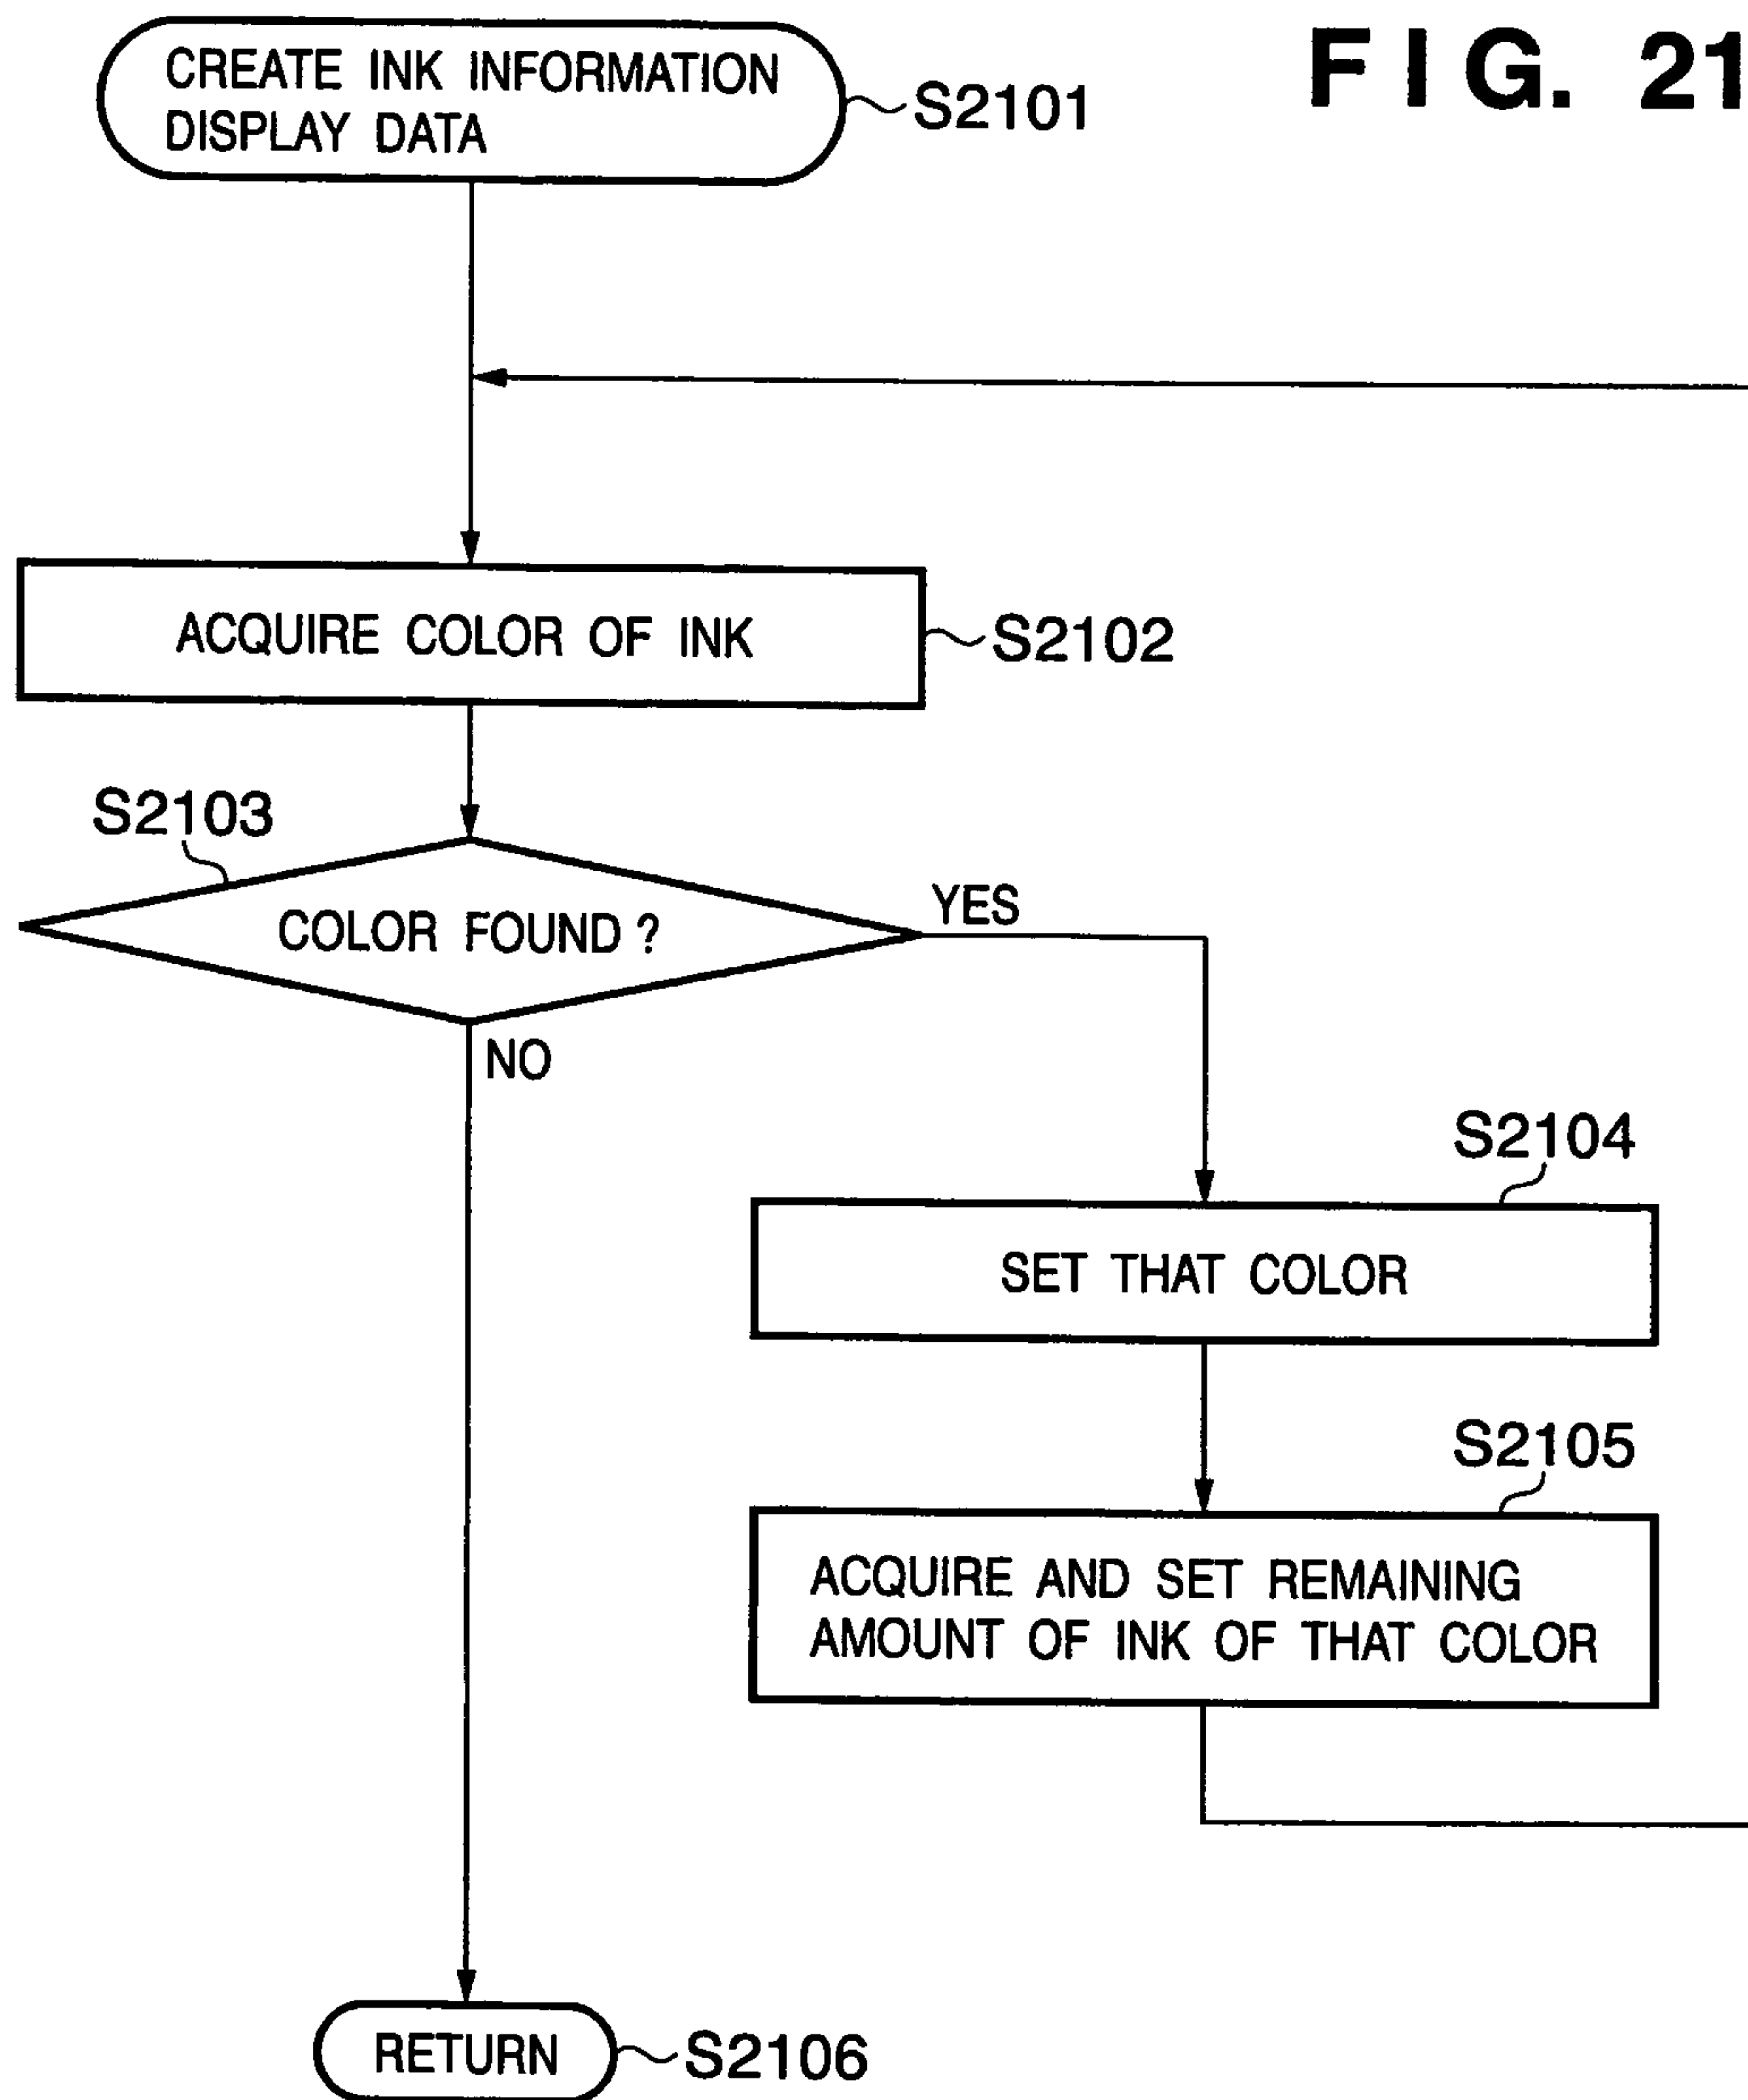 FIG. 21
CREATE INK INFORMATION
DISPLAY DATA
S2101
ACQUIRE COLOR OF INK
S2102
S2103
COLOR FOUND ?
YES
NO
S2104
SET THAT COLOR
S2105
ACQUIRE AND SET REMAINING
AMOUNT OF INK OF THAT COLOR
RETURN
S2106